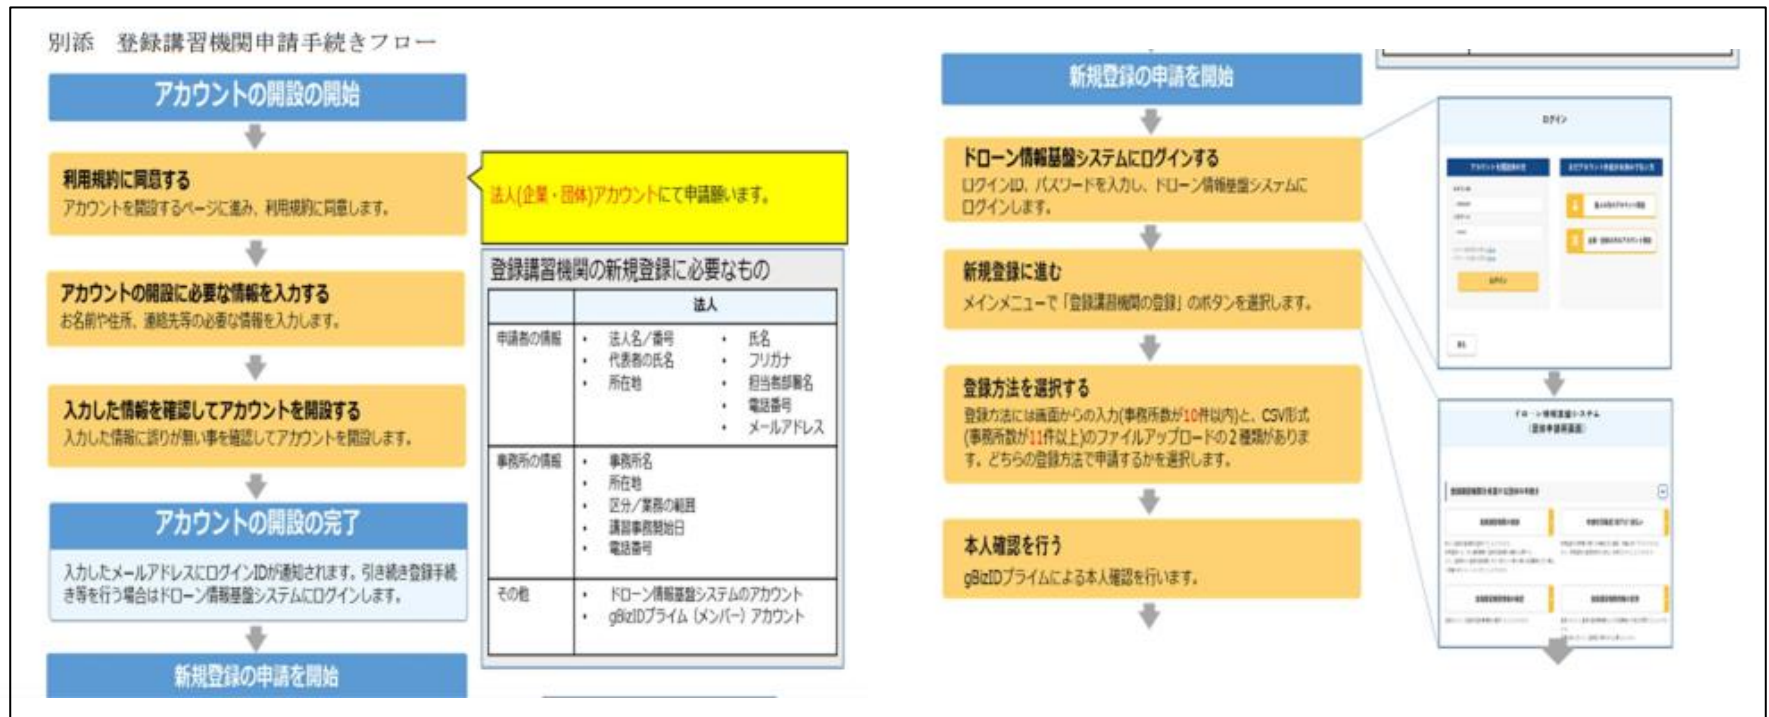 別添 登録講習機関申請手続きフロー
アカウントの開設の開始
利用規約に同意する
アカウントを開設するページに進み、利用規約に同意します。
アカウントの開設に必要な情報を入力する
お名前や住所、連絡先等の必要な情報を入力します。
入力した情報を確認してアカウントを開設する
入力した情報に誤りが無い事を確認してアカウントを開設します。
アカウントの開設の完了
入力したメールアドレスにログインIDが通知されます。引き続き登録手続
き等を行う場合はドローン情報基盤システムにログインします。
新規登録の申請を開始
法人(企業・団体)アカウントにて申請願います。
登録講習機関の新規登録に必要なもの
法人
申請者の情報
・ 法人名／番号
・ 代表者の氏名
・ 所在地
・ 氏名
・ フリガナ
・ 担当者部署名
・ 電話番号
・ メールアドレス
事務所の情報
・ 事務所名
・ 所在地
・ 区分／業務の範囲
・ 講習事務開始日
・ 電話番号
その他
・ ドローン情報基盤システムのアカウント
・ gBizIDプライム（メンバー）アカウント
新規登録の申請を開始
ドローン情報基盤システムにログインする
ログインID、パスワードを入力し、ドローン情報基盤システムに
ログインします。
新規登録に進む
メインメニューで「登録講習機関の登録」のボタンを選択します。
登録方法を選択する
登録方法には画面からの入力(事務所数が10件以内)と、CSV形式
(事務所数が11件以上)のファイルアップロードの２種類がありま
す。どちらの登録方法で申請するかを選択します。
本人確認を行う
gBizIDプライムによる本人確認を行います。
ログイン
ログイン
戻る
ドローン情報基盤システム